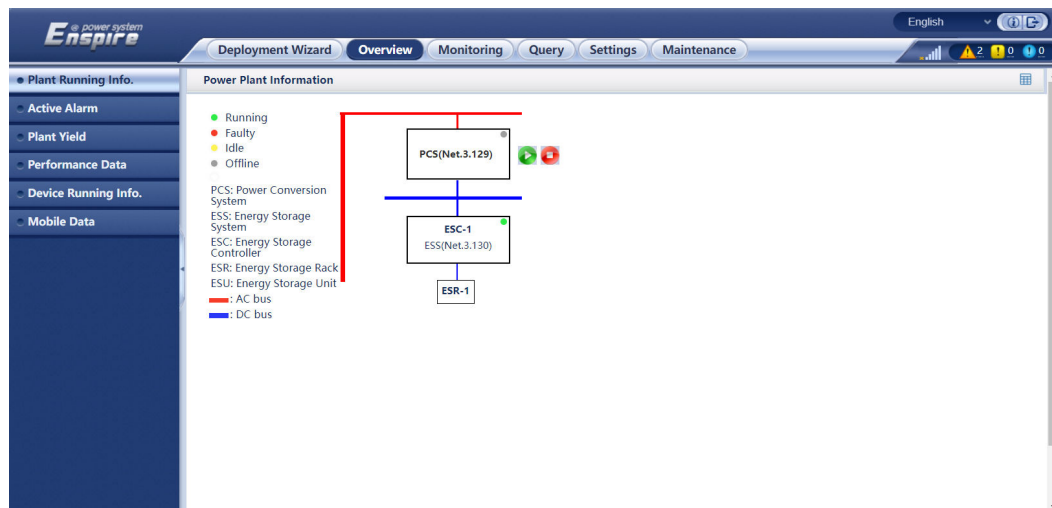 @ power system
Enspire
English
Deployment Wizard Overview Monitoring Query Settings Maintenance
2 0 0
Plant Running Info.
Active Alarm
Plant Yield
Performance Data
Device Running Info.
Mobile Data
Power Plant Information
Running
Faulty
Idle
Offline
PCS: Power Conversion
System
ESS: Energy Storage
System
ESC: Energy Storage
Controller
ESR: Energy Storage Rack
ESU: Energy Storage Unit
: AC bus
: DC bus
PCS(Net.3.129)
ESC-1
ESS(Net.3.130)
ESR-1